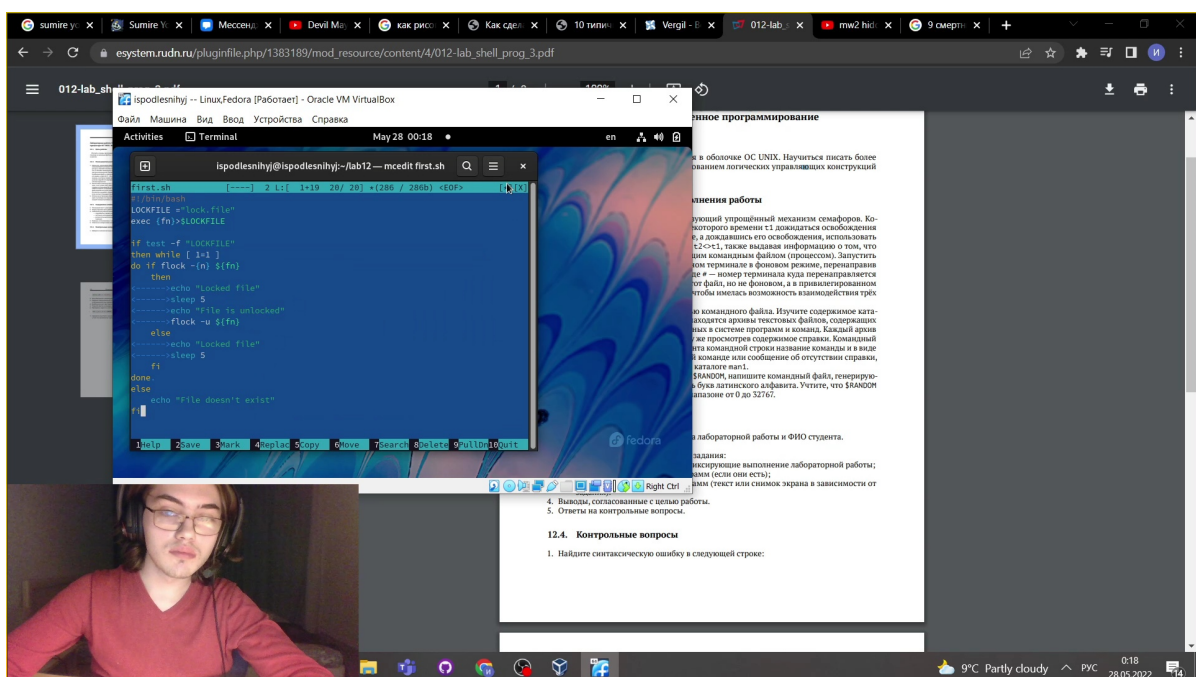 sumire yo
Sumire Y
Мессенд
Devil May
как рисо
Как сдел
10 типич
Vergil - B
012-lab_s
mw2 hidd
9 смертн
esystem.rudn.ru/pluginfile.php/1383189/mod_resource/content/4/012-lab_shell_prog_3.pdf
012-lab_sh
ispodlesnihyj -- Linux,Fedora [Работает] - Oracle VM VirtualBox
Файл Машина Вид Ввод Устройства Справка
Activities Terminal May 28 00:18 en
ispodlesnihyj@ispodlesnihyj:~/lab12 — mcedit first.sh
first.sh [----] 2 L:[ 1+19 20/ 20] *(286 / 286b) <EOF> [*][X]
#!/bin/bash
LOCKFILE ="lock.file"
exec {fn}>$LOCKFILE
if test -f "LOCKFILE"
then while [ 1=1 ]
do if flock -{n} ${fn}
then
<------>echo "Locked file"
<------>sleep 5
<------>echo "File is unlocked"
<------>flock -u ${fn}
else
<------>echo "Locked file"
<------>sleep 5
fi
done.
else
echo "File doesn't exist"
fi
1Help 2Save 3Mark 4Replac 5Copy 6Move 7Search 8Delete 9PullDn 10Quit
fedora
Right Ctrl
енное программирование
я в оболочке ОС UNIX. Научиться писать более
ованием логических управляющих конструкций
лнения работы
ующий упрощённый механизм семафоров. Ко-
екоторого времени t1 дожидаться освобождения
е, а дождавшись его освобождения, использовать
t2<>t1, также выдавая информацию о том, что
щим командным файлом (процессом). Запустить
ом терминале в фоновом режиме, перенаправив
де # — номер терминала куда перенаправляется
тот файл, но не фоновом, а в привилегированном
чтобы имелась возможность взаимодействия трёх
ю командного файла. Изучите содержимое ката-
аходятся архивы текстовых файлов, содержащих
ных в системе программ и команд. Каждый архив
уже просмотрев содержимое справки. Командный
нта командной строки название команды и в виде
й команде или сообщение об отсутствии справки,
каталоге man1.
$RANDOM, напишите командный файл, генерирую-
ь букв латинского алфавита. Учтите, что $RANDOM
апазоне от 0 до 32767.
а лабораторной работы и ФИО студента.
задания:
иксирующие выполнение лабораторной работы;
рамм (если они есть);
амм (текст или снимок экрана в зависимости от
4. Выводы, согласованные с целью работы.
5. Ответы на контрольные вопросы.
12.4. Контрольные вопросы
1. Найдите синтаксическую ошибку в следующей строке:
9°C Partly cloudy
РУС
0:18
28.05.2022
14